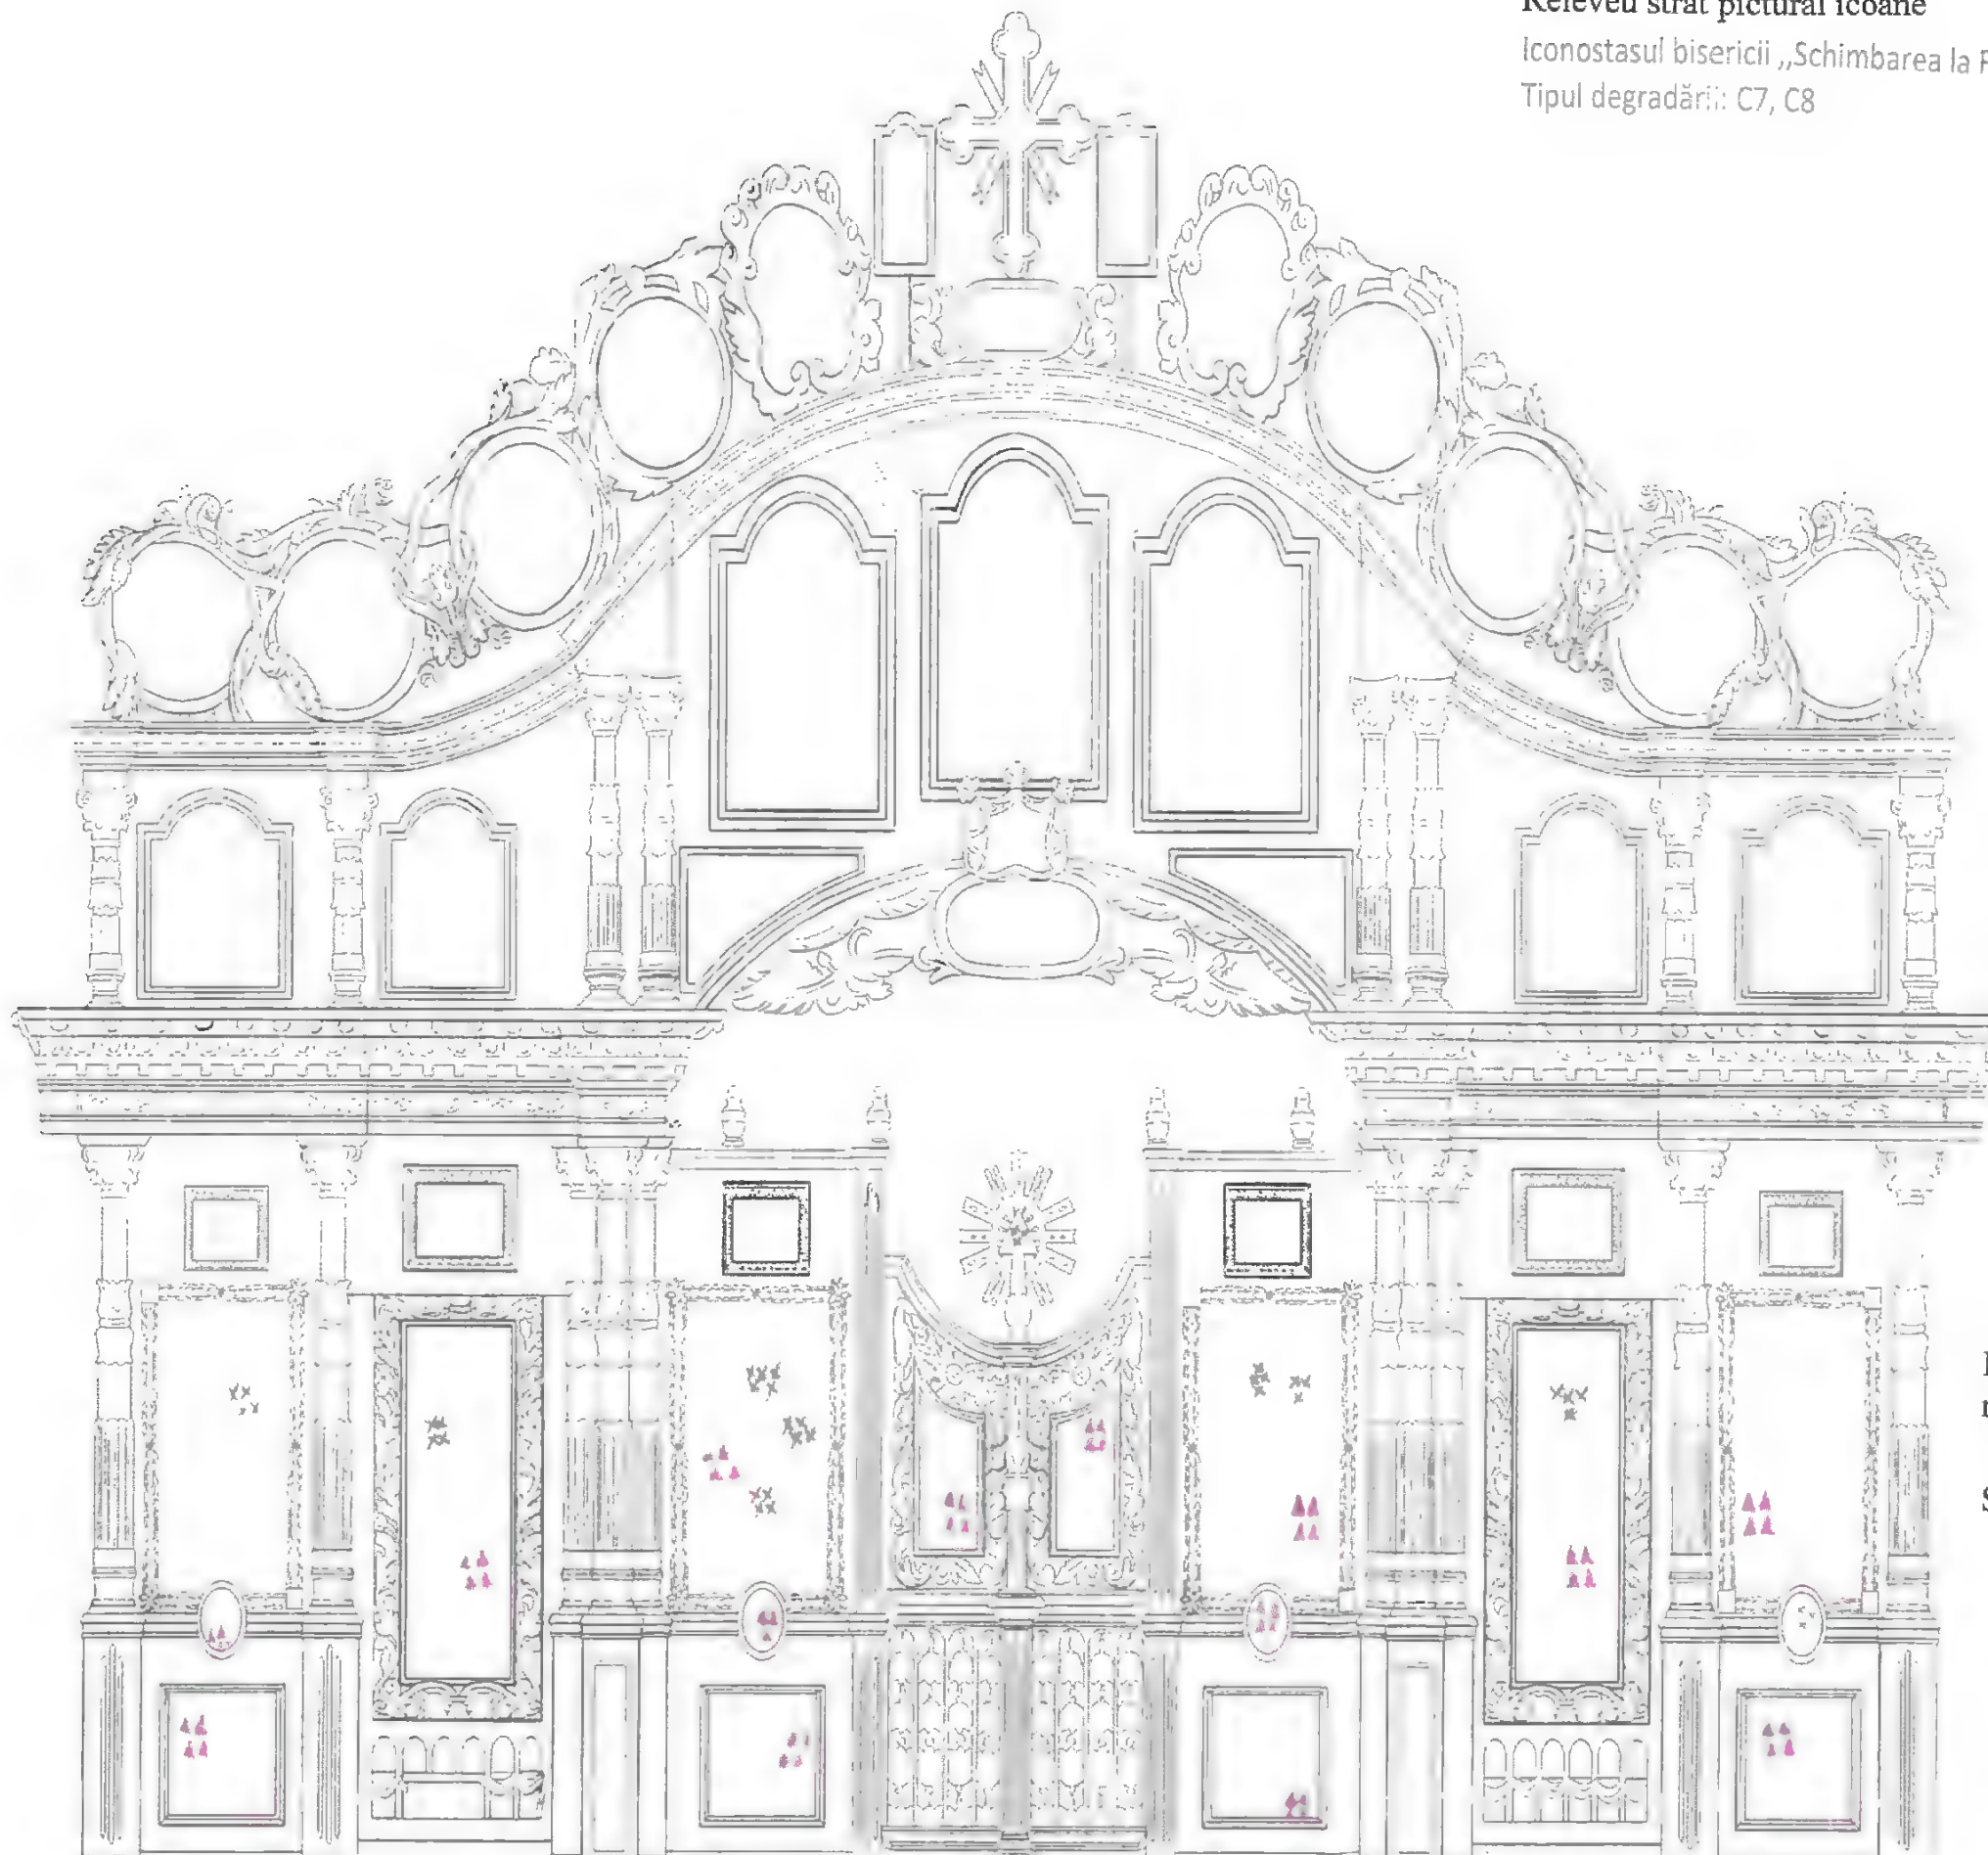 Releveu strat pictural icoane
Iconostasul bisericii „Schimbarea la
Tipul degradării: C7, C8